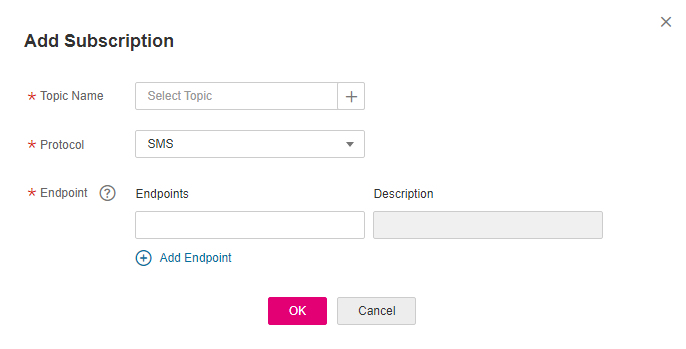 Add Subscription
* Topic Name Select Topic +
* Protocol SMS
* Endpoint ? Endpoints Description
Add Endpoint
OK Cancel